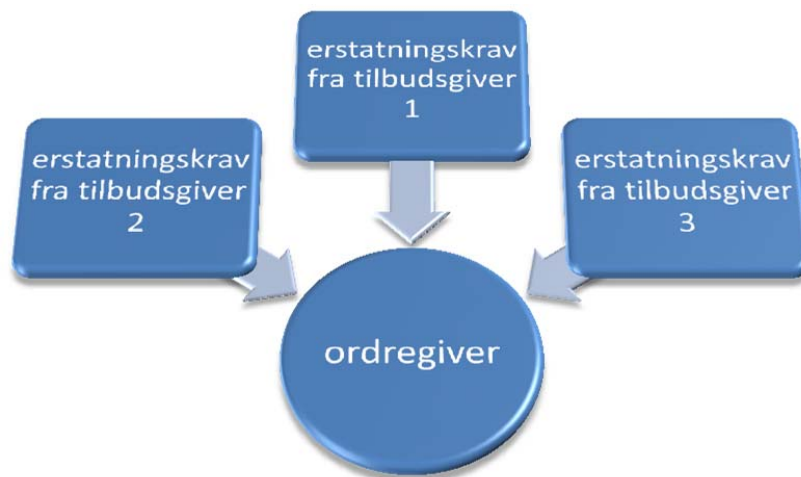 erstatningskrav
fra tilbudsgiver
1
erstatningskrav
fra tilbudsgiver
2
erstatningskrav
fra tilbudsgiver
3
ordregiver